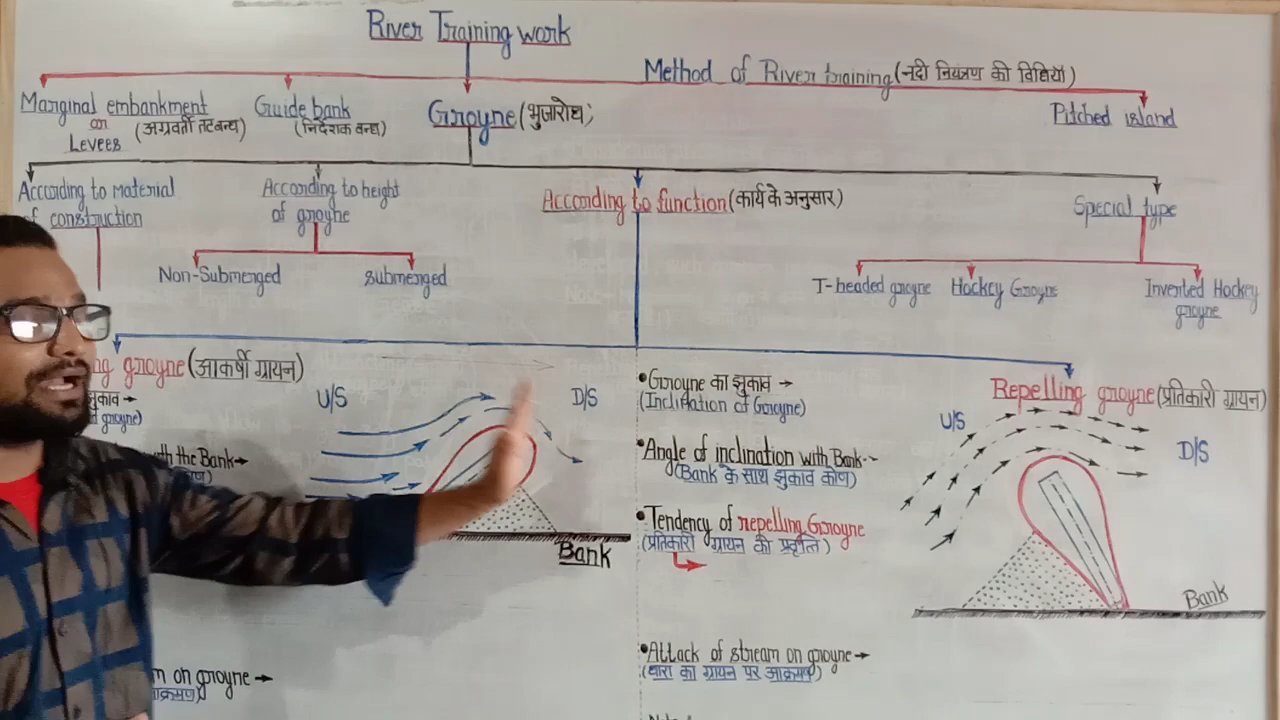 River Training work
Method of River training (नदी नियंत्रण की विधियाँ)
Marginal embankment
or
Levees
(अग्रवर्ती तटबन्ध)
Guide bank
(निर्देशक बन्ध)
Groyne (भुजारोध)
Pitched island
According to Material
of construction
According to height
of groyne
According to function (कार्य के अनुसार)
Special type
Non-Submerged
submerged
T-headed groyne
Hockey Groyne
Inverted Hockey
groyne
groyne (आकर्षी ग्रायन)
झुकाव →
groyne)
with the Bank →
U/S
D/S
Bank
on groyne →
• Groyne का झुकाव →
(Inclination of Groyne)
• Angle of inclination with Bank--
(Bank के साथ झुकाव कोण)
• Tendency of repelling Groyne
(प्रतिकारी ग्रायन की प्रवृत्ति)
• Attack of stream on groyne →
(धारा का ग्रायन पर आक्रमण)
Repelling groyne (प्रतिकारी ग्रायन)
U/S
D/S
Bank